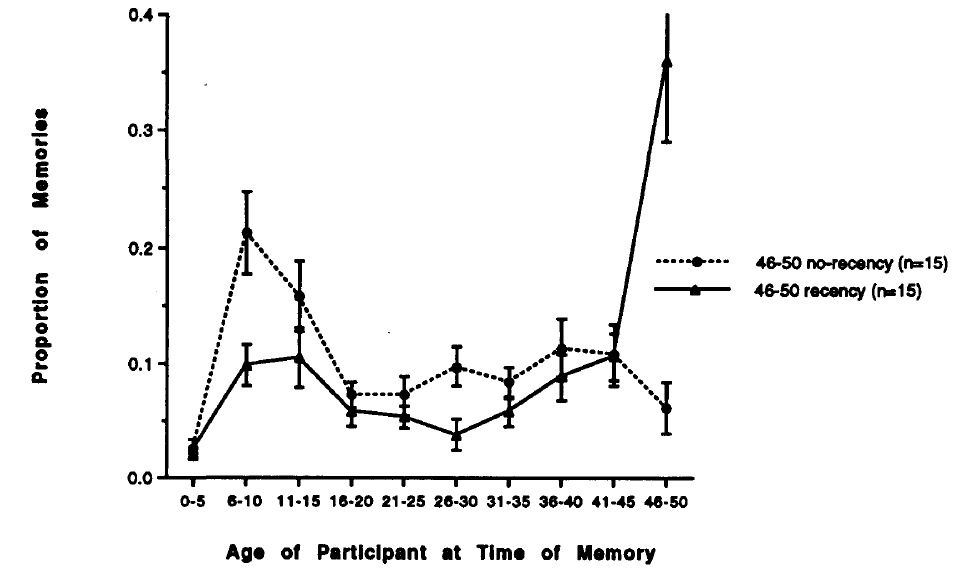 0.4
0.3
0.2
0.1
0.0
Proportion of Memories
46-50 no-recency (n=15)
46-50 recency (n=15)
0-5 6-10 11-15 16-20 21-25 26-30 31-35 36-40 41-45 46-50
Age of Participant at Time of Memory